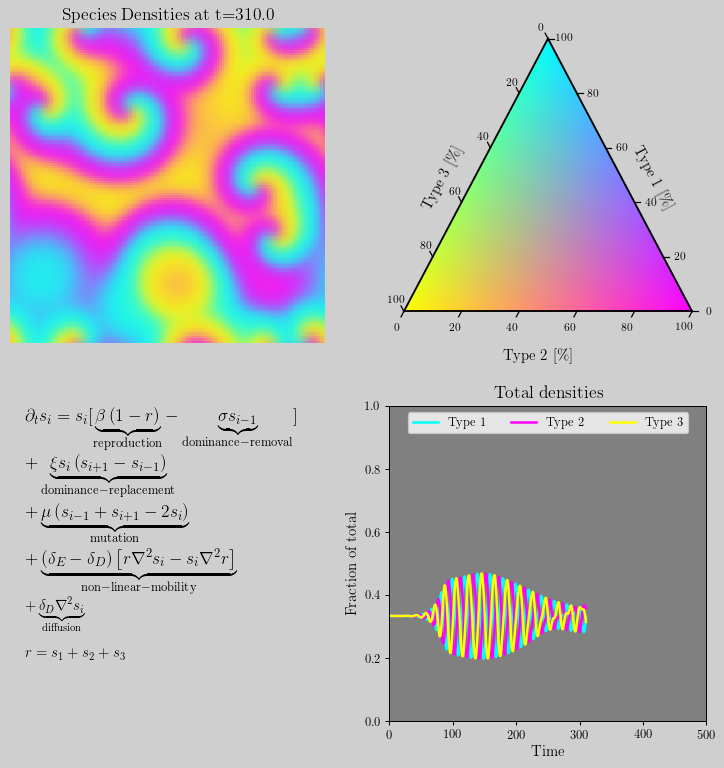 Species Densities at t=310.0
0
100
20
80
40
60
Type 3 [%]
Type 1 [%]
60
40
80
20
100
0
0 20 40 60 80 100
Type 2 [%]
∂ₜsᵢ = sᵢ[β (1 − r) − σsᵢ₋₁ ]
reproduction dominance−removal
+ ξsᵢ (sᵢ₊₁ − sᵢ₋₁)
dominance−replacement
+ μ (sᵢ₋₁ + sᵢ₊₁ − 2sᵢ)
mutation
+ (δ_E − δ_D) [r∇²sᵢ − sᵢ∇²r]
non−linear−mobility
+ δ_D∇²sᵢ
diffusion
r = s₁ + s₂ + s₃
Total densities
Type 1 Type 2 Type 3
1.0
0.8
0.6
0.4
0.2
0.0
Fraction of total
0 100 200 300 400 500
Time